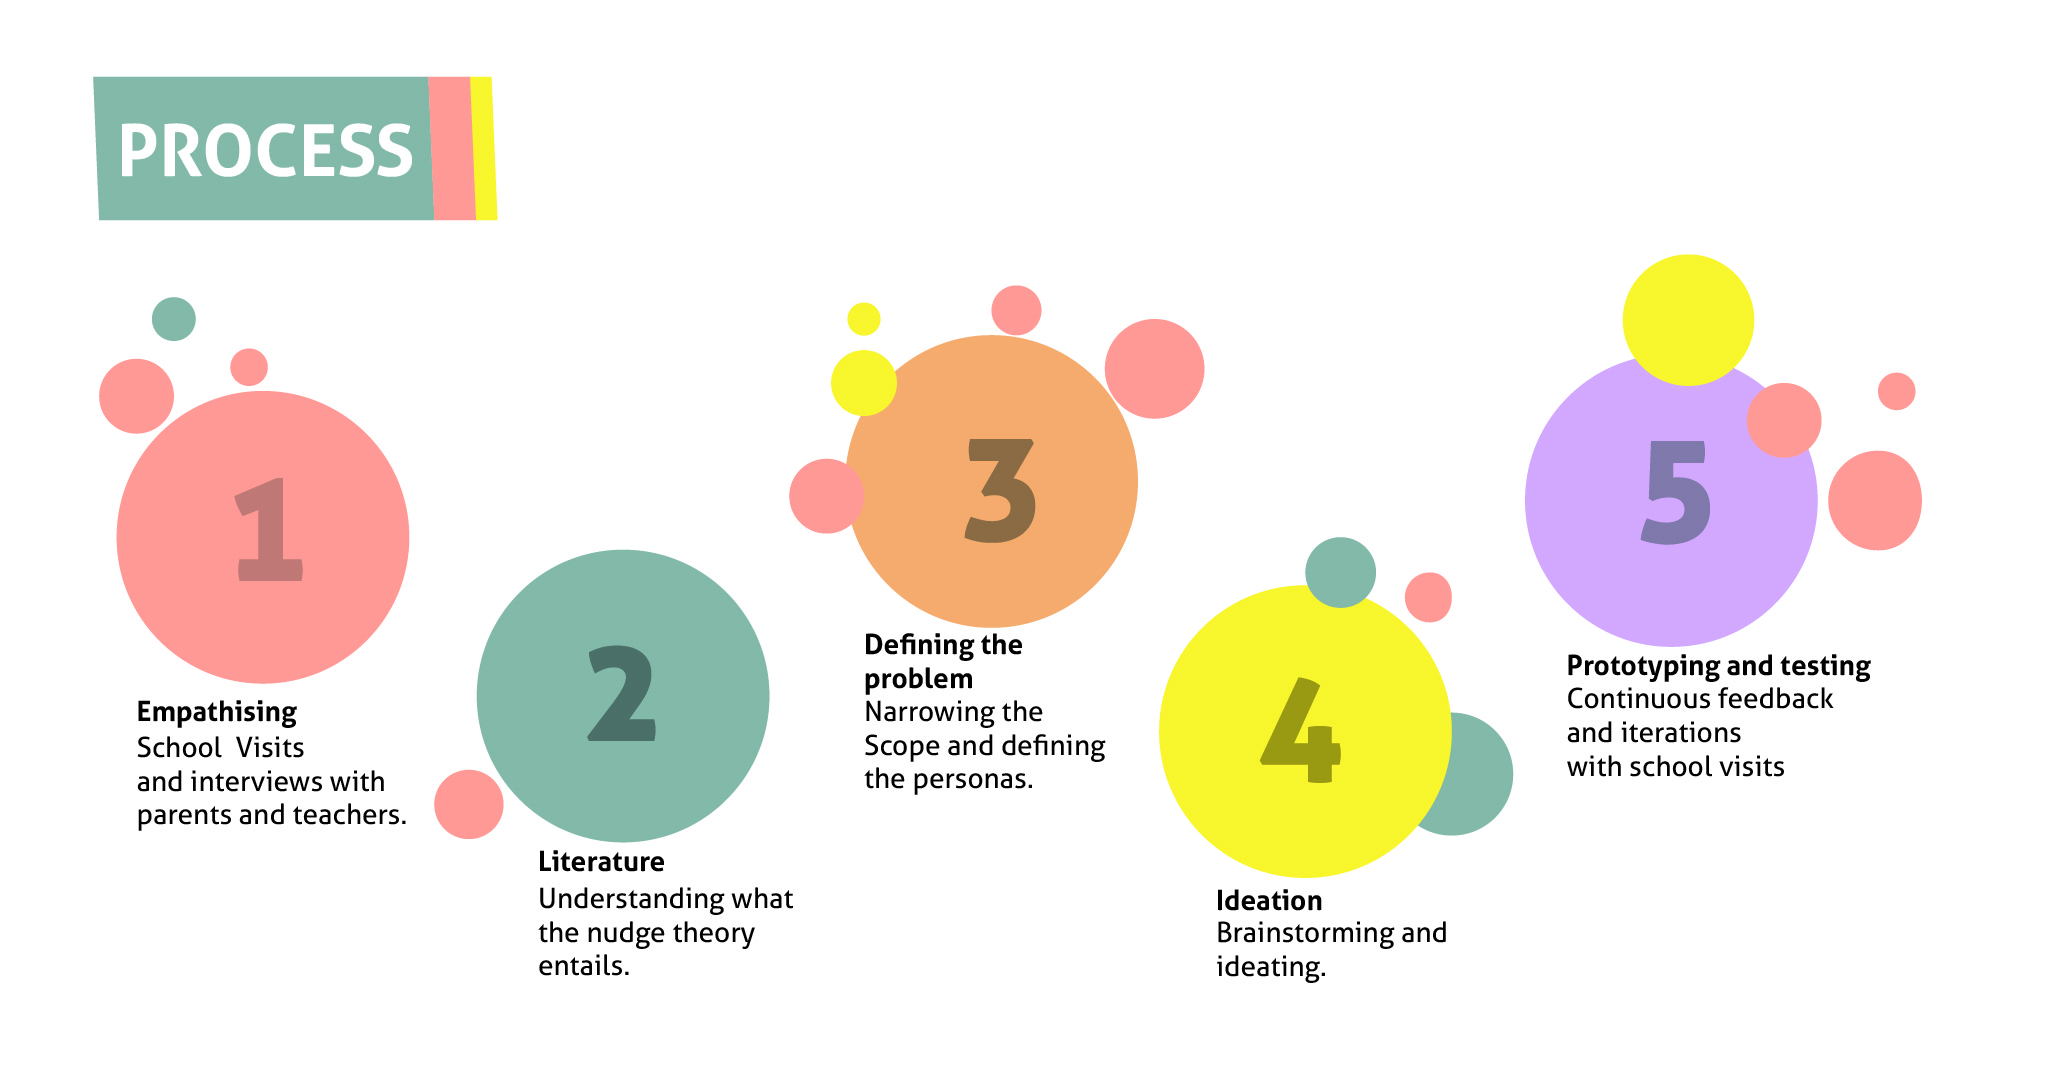 PROCESS
1
Empathising
School  Visits
and interviews with
parents and teachers.
2
Literature
Understanding what
the nudge theory
entails.
3
Defining the
problem
Narrowing the
Scope and defining
the personas.
4
Ideation
Brainstorming and
ideating.
5
Prototyping and testing
Continuous feedback
and iterations
with school visits